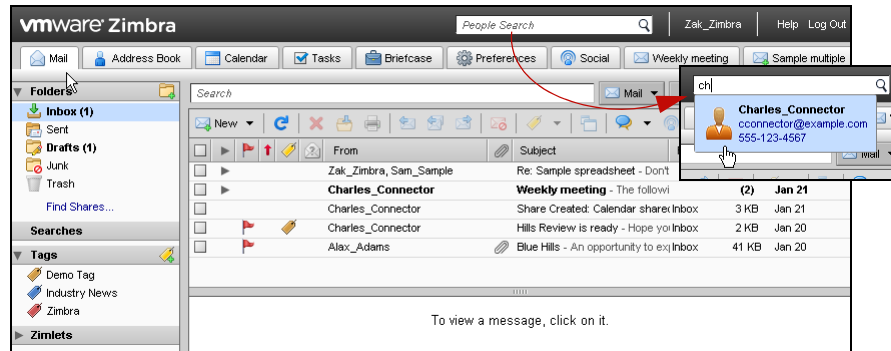 vmware Zimbra People Search Zak_Zimbra Help Log Out
Mail Address Book Calendar Tasks Briefcase Preferences Social Weekly meeting Sample multiple
Folders Search Mail
ch
Charles_Connector
cconnector@example.com
555-123-4567
Mail
Inbox (1)
Sent
Drafts (1)
Junk
Trash
Find Shares...
Searches
Tags
Demo Tag
Industry News
Zimbra
Zimlets
New
From Subject
Zak_Zimbra, Sam_Sample Re: Sample spreadsheet - Don't
Charles_Connector Weekly meeting - The followi (2) Jan 21
Charles_Connector Share Created: Calendar shared Inbox 3 KB Jan 21
Charles_Connector Hills Review is ready - Hope you Inbox 2 KB Jan 20
Alax_Adams Blue Hills - An opportunity to exp Inbox 41 KB Jan 20
To view a message, click on it.